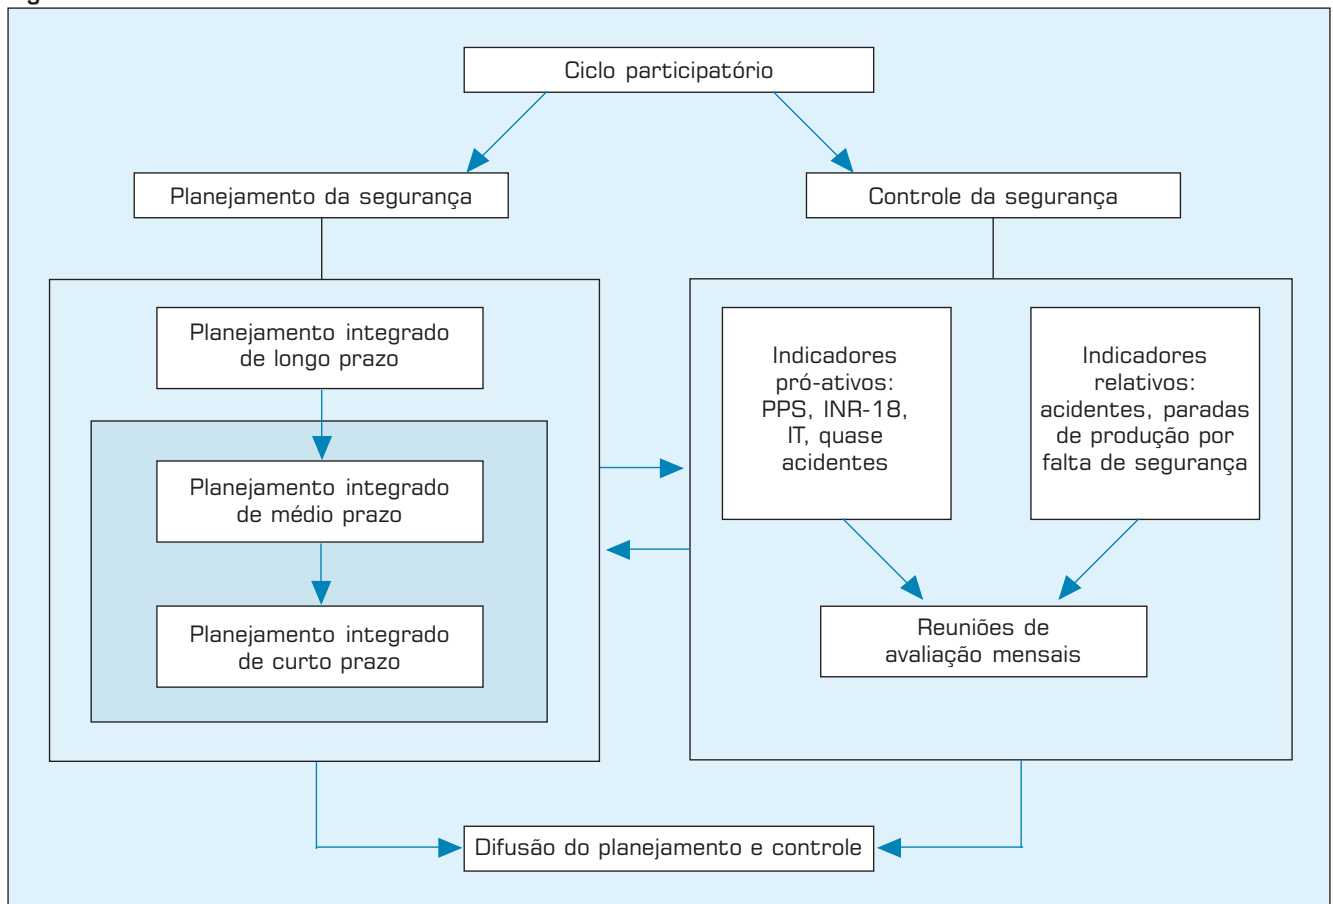 Ciclo participatório
Planejamento da segurança
Controle da segurança
Planejamento integrado
de longo prazo
Planejamento integrado
de médio prazo
Planejamento integrado
de curto prazo
Indicadores
pró-ativos:
PPS, INR-18,
IT, quase
acidentes
Indicadores
relativos:
acidentes, paradas
de produção por
falta de segurança
Reuniões de
avaliação mensais
Difusão do planejamento e controle